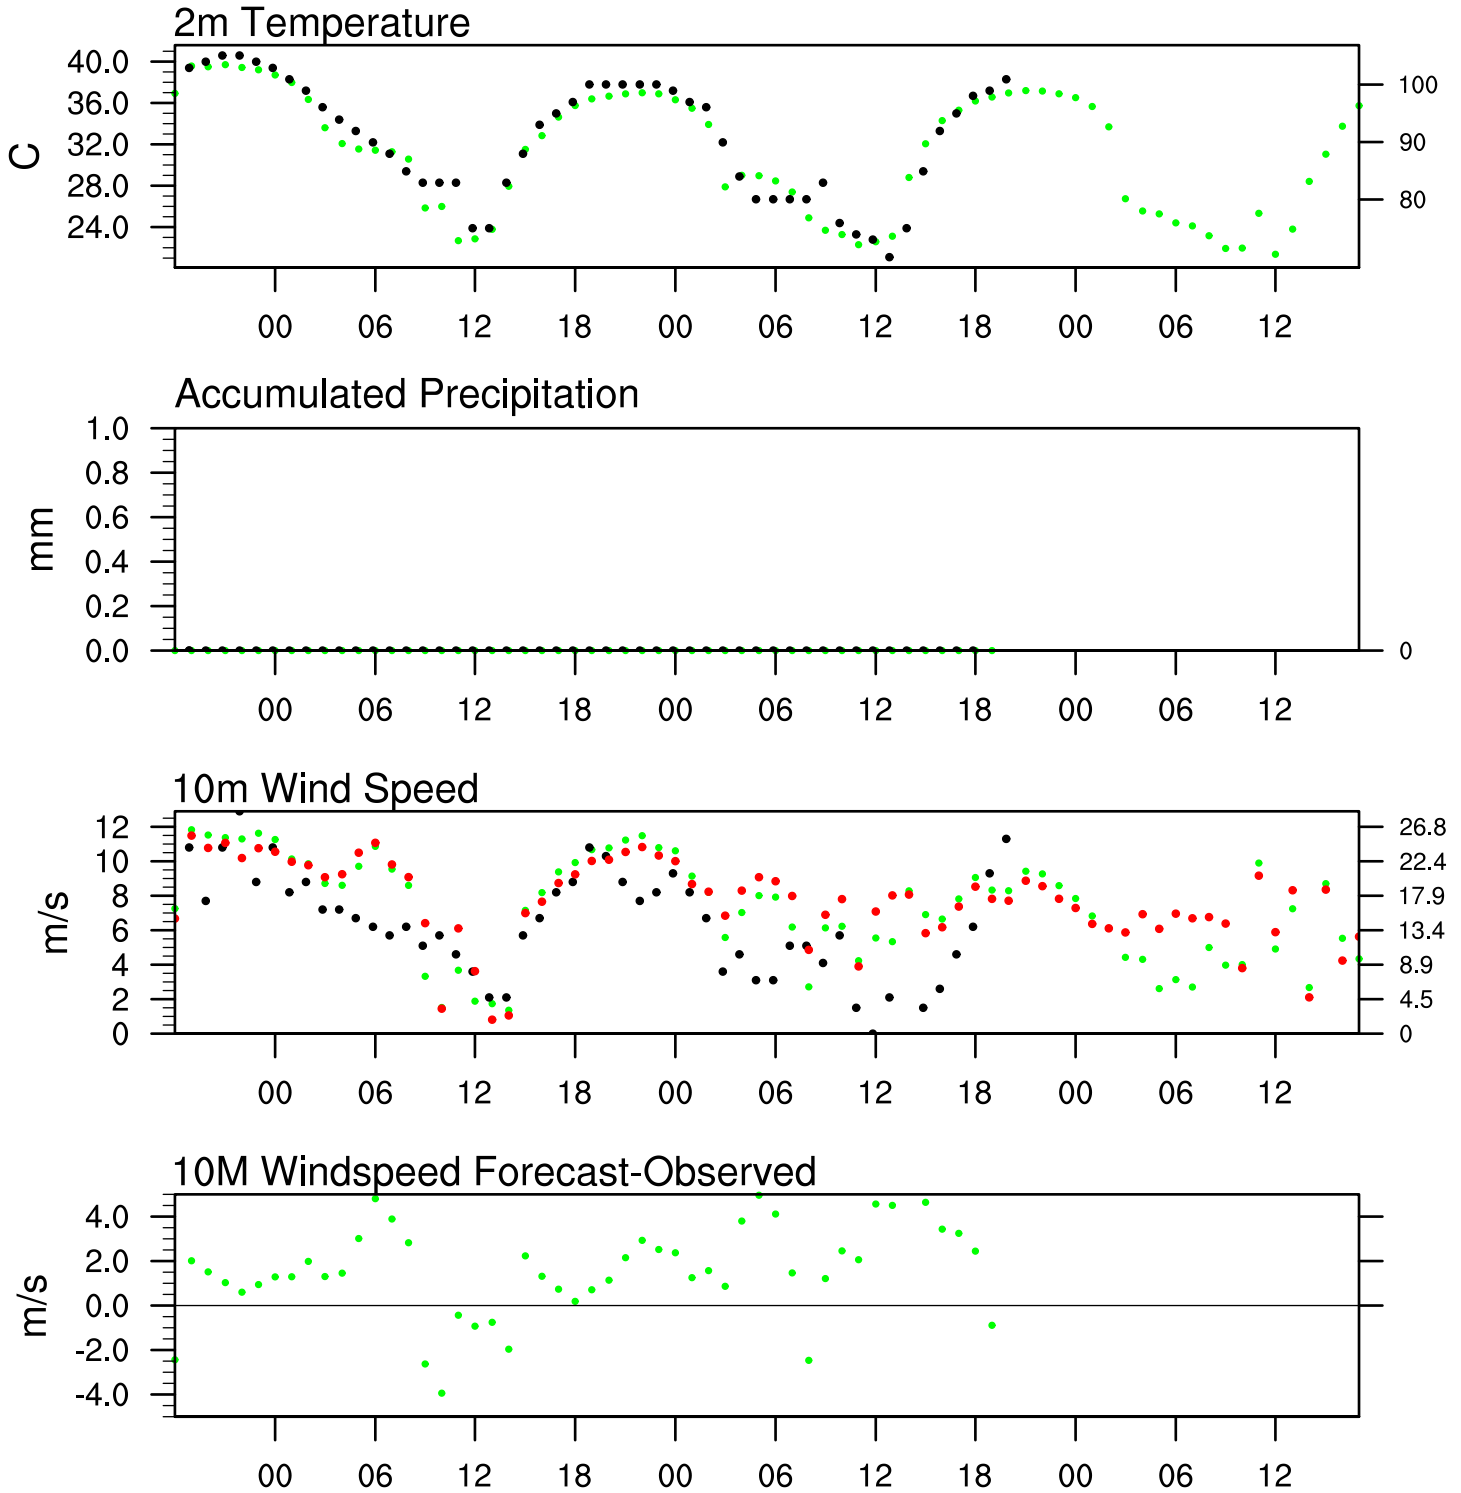 2m Temperature
40.0
36.0
32.0
28.0
24.0
C
100
90
80
00 06 12 18 00 06 12 18 00 06 12
Accumulated Precipitation
1.0
0.8
0.6
0.4
0.2
0.0
mm
0
00 06 12 18 00 06 12 18 00 06 12
10m Wind Speed
12
10
8
6
4
2
0
m/s
26.8
22.4
17.9
13.4
8.9
4.5
0
00 06 12 18 00 06 12 18 00 06 12
10M Windspeed Forecast-Observed
4.0
2.0
0.0
-2.0
-4.0
m/s
00 06 12 18 00 06 12 18 00 06 12